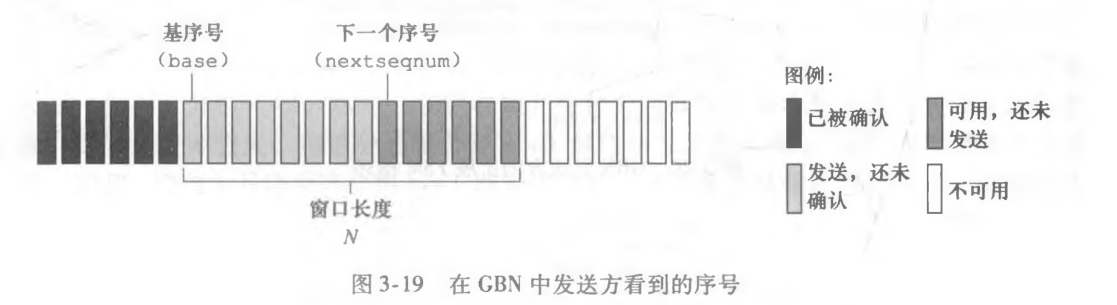 基序号
(base)
下一个序号
(nextseqnum)
窗口长度
N
图例:
已被确认
发送,还未
确认
可用,还未
发送
不可用
图 3-19 在 GBN 中发送方看到的序号